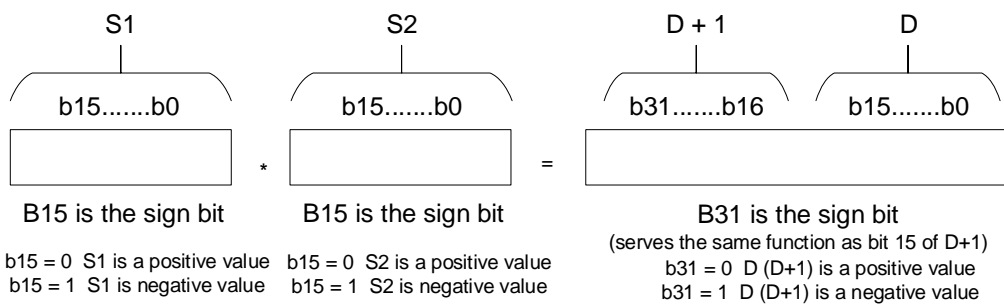 S1 S2 D + 1 D
b15.......b0 b15.......b0 b31.......b16 b15.......b0
* =
B15 is the sign bit B15 is the sign bit B31 is the sign bit
(serves the same function as bit 15 of D+1)
b15 = 0 S1 is a positive value b15 = 0 S2 is a positive value b31 = 0 D (D+1) is a positive value
b15 = 1 S1 is negative value b15 = 1 S2 is negative value b31 = 1 D (D+1) is a negative value